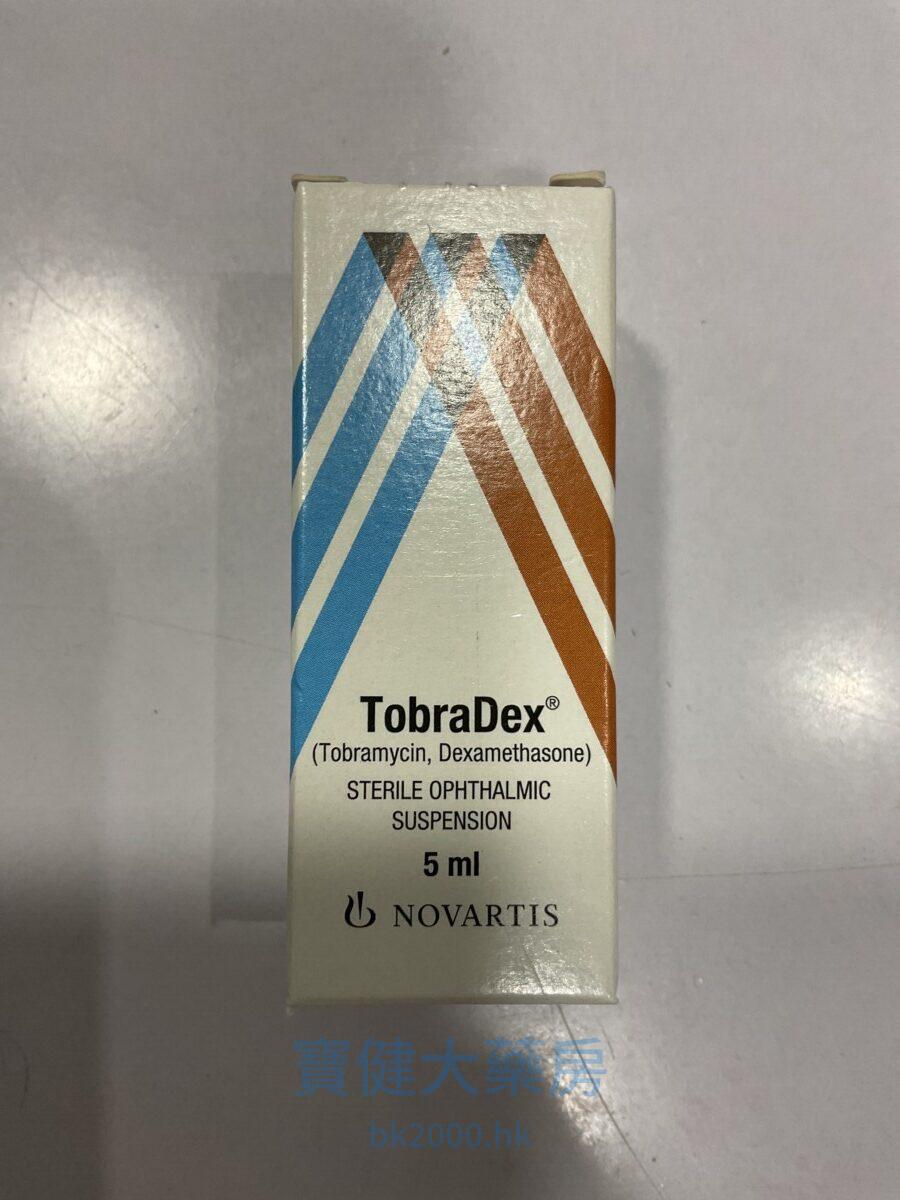 TobraDex®
(Tobramycin, Dexamethasone)
STERILE OPHTHALMIC
SUSPENSION
5 ml
NOVARTIS
寶健大藥房
bk2000.hk